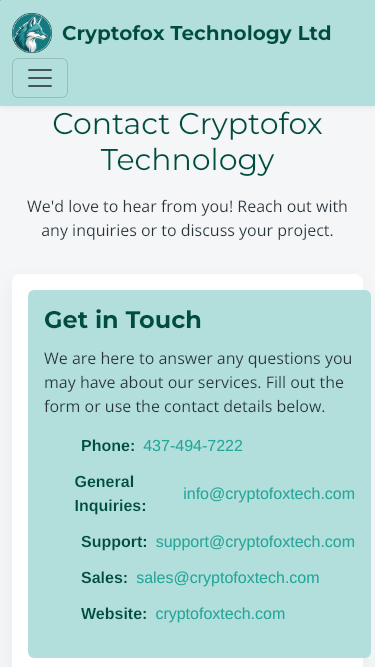 Cryptofox Technology Ltd
Contact Cryptofox
Technology
We'd love to hear from you! Reach out with
any inquiries or to discuss your project.
Get in Touch
We are here to answer any questions you
may have about our services. Fill out the
form or use the contact details below.
Phone: 437-494-7222
General
Inquiries: info@cryptofoxtech.com
Support: support@cryptofoxtech.com
Sales: sales@cryptofoxtech.com
Website: cryptofoxtech.com